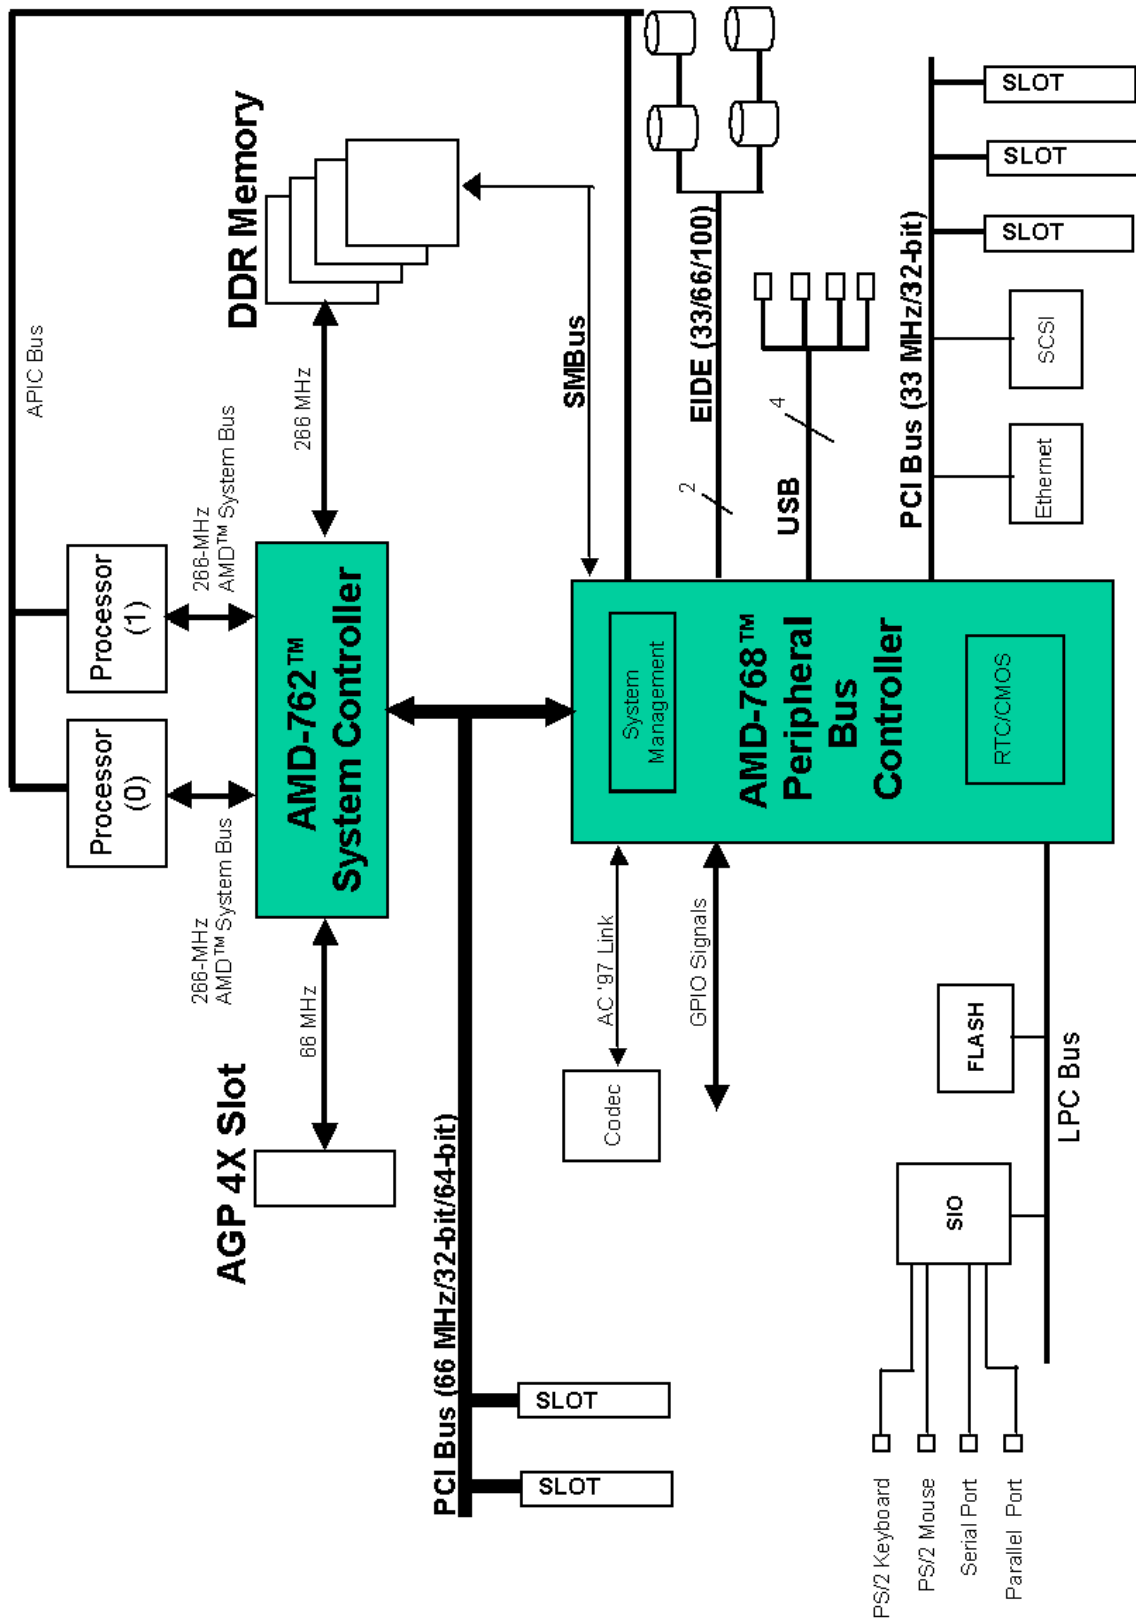 APIC Bus
Processor
(0)
Processor
(1)
266-MHz
AMD™ System Bus
266-MHz
AMD™ System Bus
AGP 4X Slot
66 MHz
AMD-762™
System Controller
266 MHz
DDR Memory
PCI Bus (66 MHz/32-bit/64-bit)
SLOT
SLOT
SMBus
Codec
AC '97 Link
GPIO Signals
System
Management
AMD-768™
Peripheral
Bus
Controller
RTC/CMOS
EIDE (33/66/100)
2
USB
4
PCI Bus (33 MHz/32-bit)
Ethernet
SCSI
SLOT
SLOT
SLOT
FLASH
LPC Bus
SIO
PS/2 Keyboard
PS/2 Mouse
Serial Port
Parallel Port